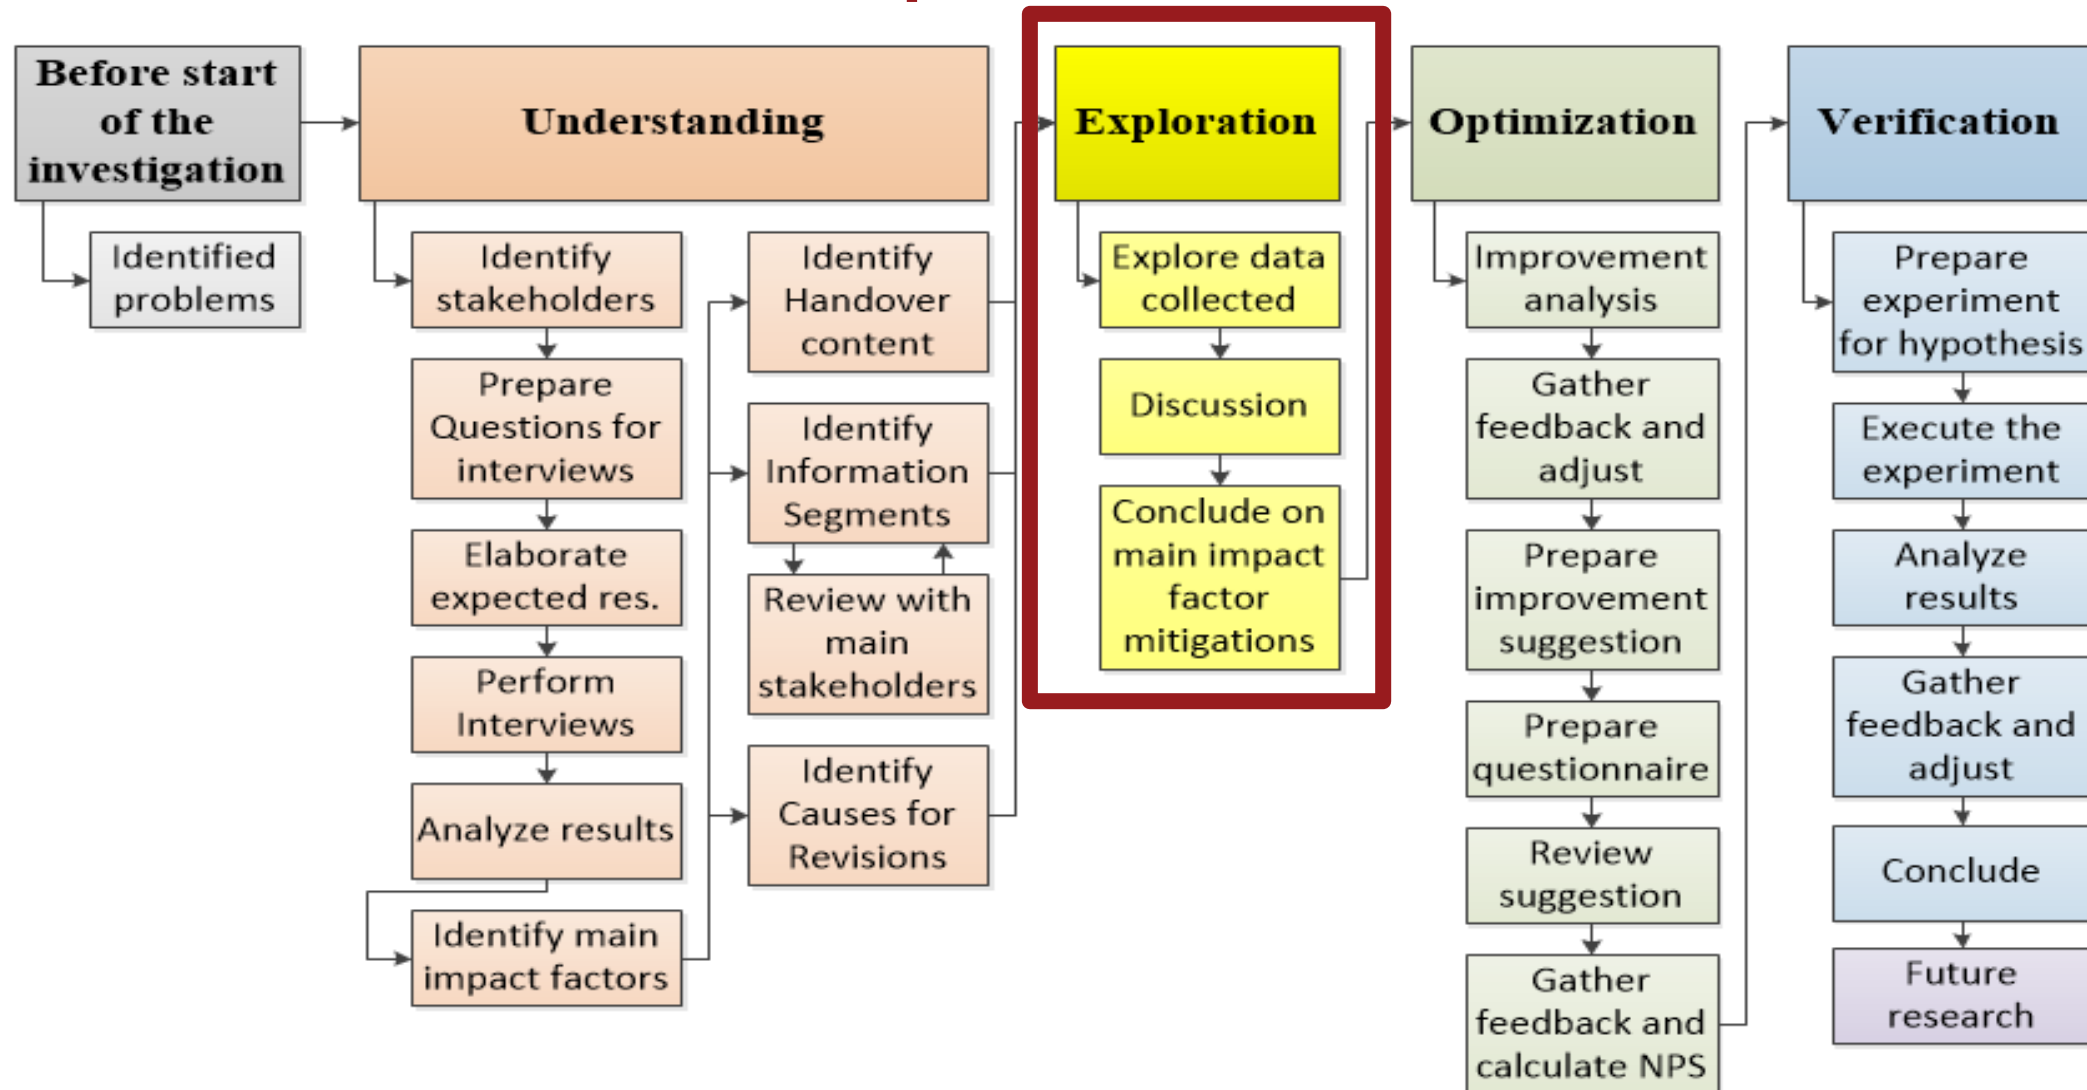 Before start
of the
investigation
Identified
problems
Understanding
Identify
stakeholders
Prepare
Questions for
interviews
Elaborate
expected res.
Perform
Interviews
Analyze results
Identify main
impact factors
Identify
Handover
content
Identify
Information
Segments
Review with
main
stakeholders
Identify
Causes for
Revisions
Exploration
Explore data
collected
Discussion
Conclude on
main impact
factor
mitigations
Optimization
Improvement
analysis
Gather
feedback and
adjust
Prepare
improvement
suggestion
Prepare
questionnaire
Review
suggestion
Gather
feedback and
calculate NPS
Verification
Prepare
experiment
for hypothesis
Execute the
experiment
Analyze
results
Gather
feedback and
adjust
Conclude
Future
research